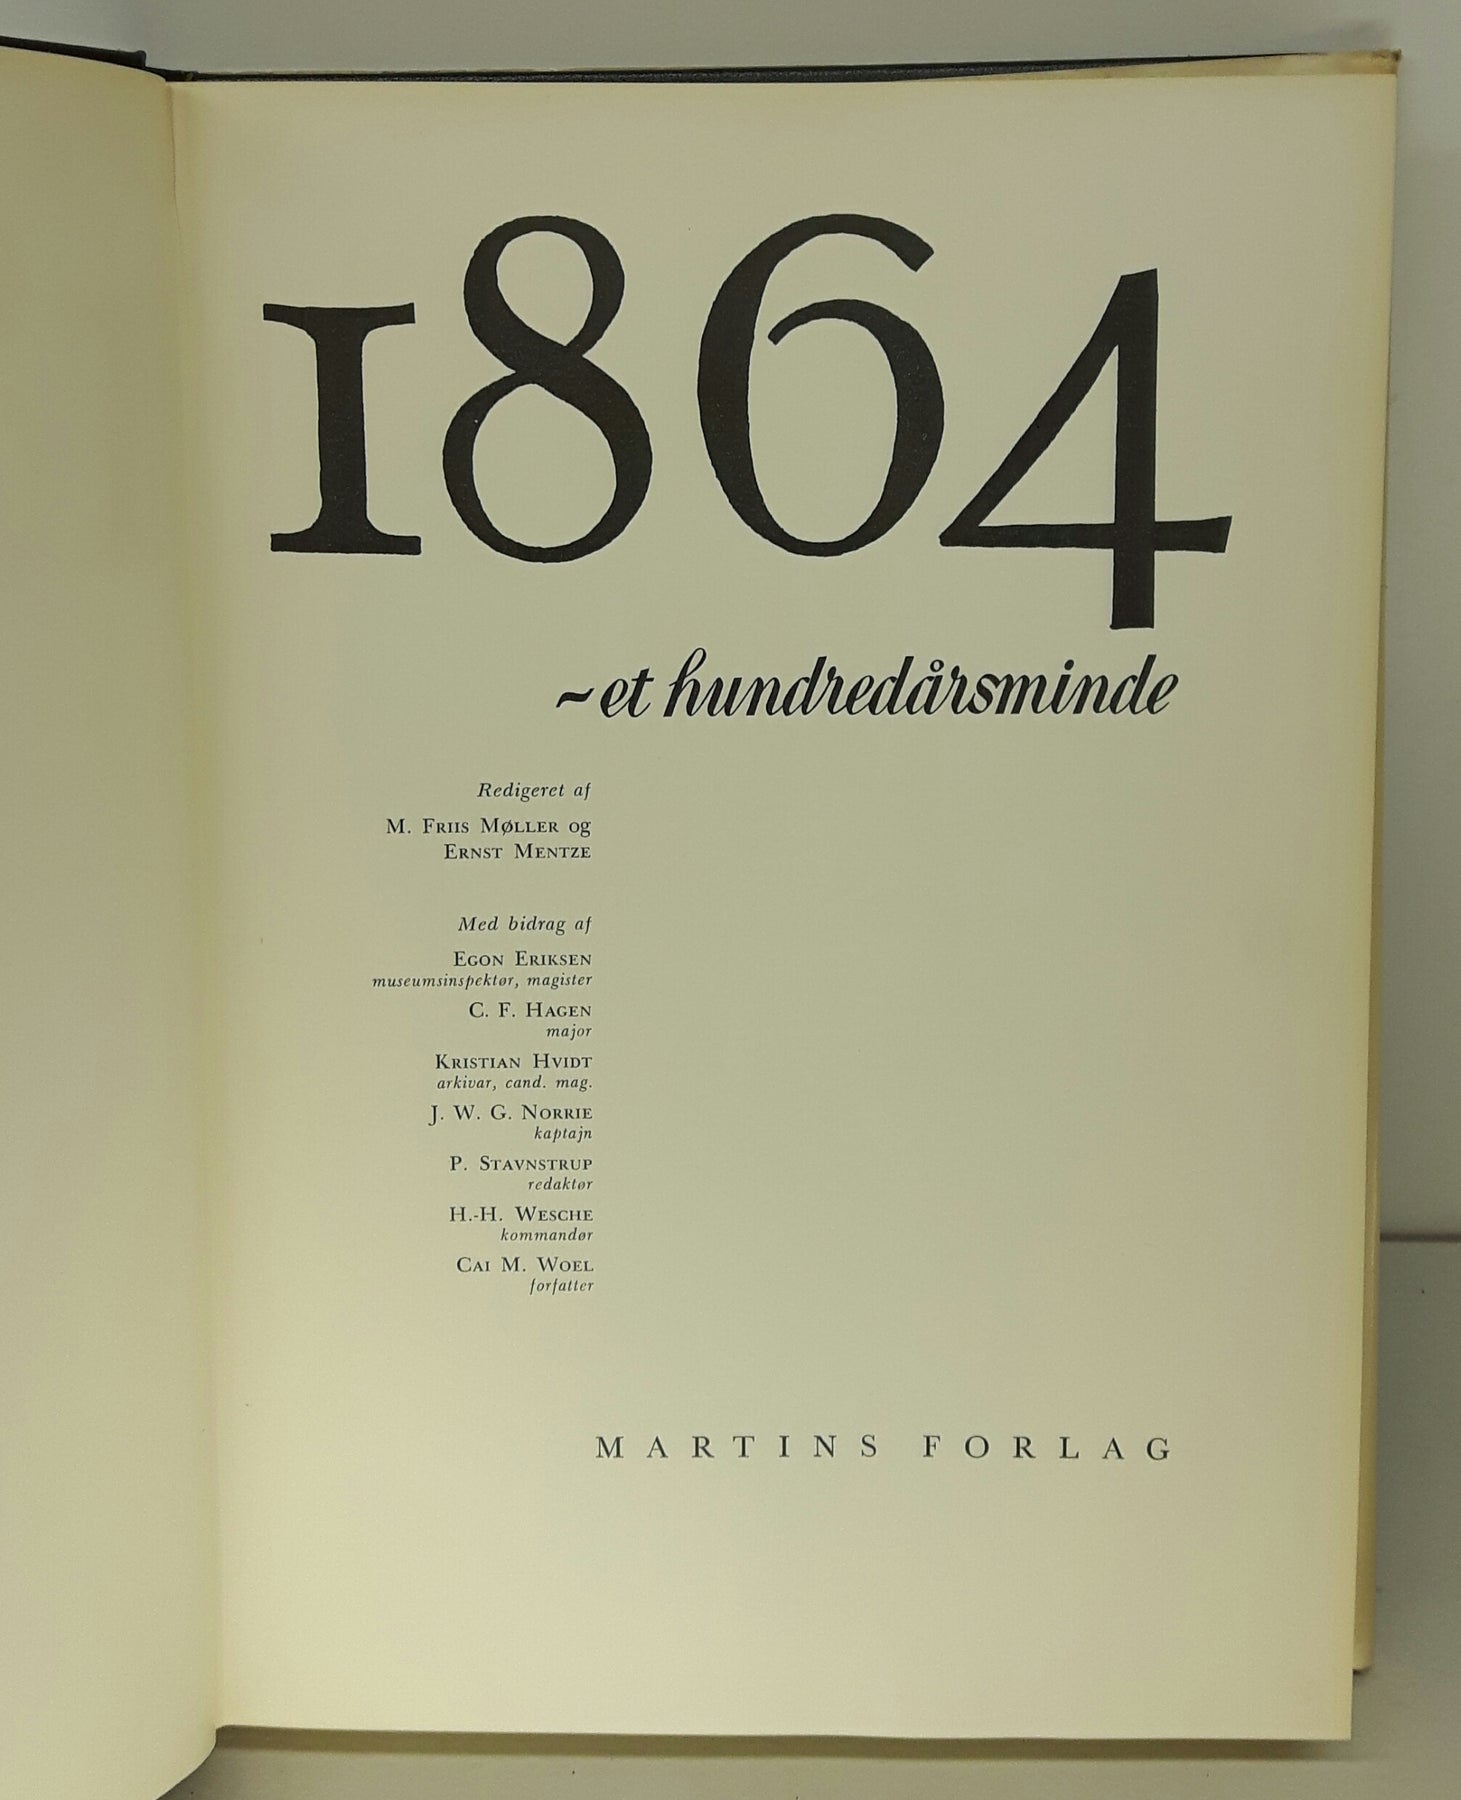 1864
~et hundredårsminde
Redigeret af
M. Friis Møller og
Ernst Mentze
Med bidrag af
Egon Eriksen
museumsinspektør, magister
C. F. Hagen
major
Kristian Hvidt
arkivar, cand. mag.
J. W. G. Norrie
kaptajn
P. Stavnstrup
redaktør
H.-H. Wesche
kommandør
Cai M. Woel
forfatter
MARTINS FORLAG